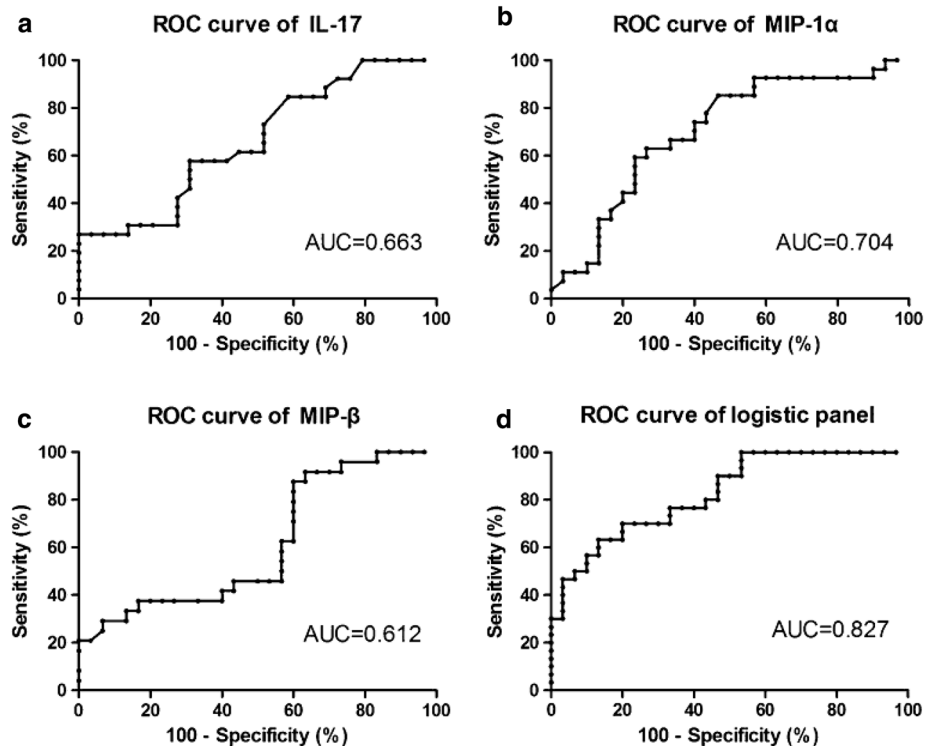 a
ROC curve of IL-17
100
80
60
40
20
0
Sensitivity (%)
AUC=0.663
0 20 40 60 80 100
100 - Specificity (%)
b
ROC curve of MIP-1α
100
80
60
40
20
0
Sensitivity (%)
AUC=0.704
0 20 40 60 80 100
100 - Specificity (%)
c
ROC curve of MIP-β
100
80
60
40
20
0
Sensitivity (%)
AUC=0.612
0 20 40 60 80 100
100 - Specificity (%)
d
ROC curve of logistic panel
100
80
60
40
20
0
Sensitivity (%)
AUC=0.827
0 20 40 60 80 100
100 - Specificity (%)